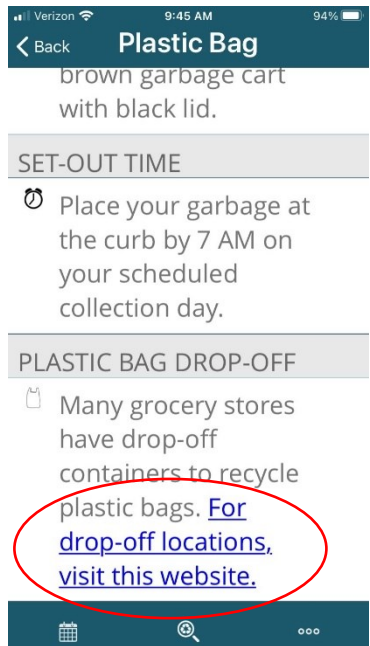 Verizon 9:45 AM 94%
Back Plastic Bag
brown garbage cart
with black lid.
SET-OUT TIME
Place your garbage at
the curb by 7 AM on
your scheduled
collection day.
PLASTIC BAG DROP-OFF
Many grocery stores
have drop-off
containers to recycle
plastic bags. For
drop-off locations,
visit this website.